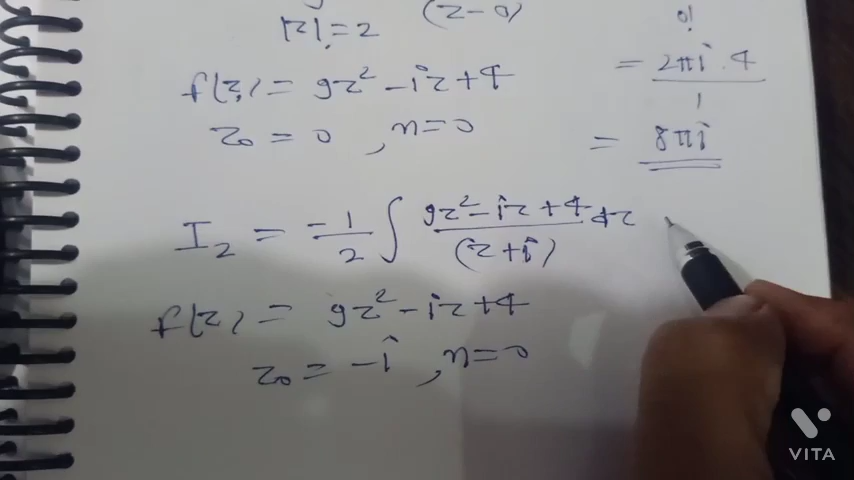 |z|=2 (z-0) 0!
f(z) = 9z² - iz + 4 = 2πi.4 / 1
z₀ = 0 , n=0 = 8πi
I₂ = -1/2 ∫ 9z² - iz + 4 / (z+i) dz
f(z) = 9z² - iz + 4
z₀ = -i , n=0
VITA